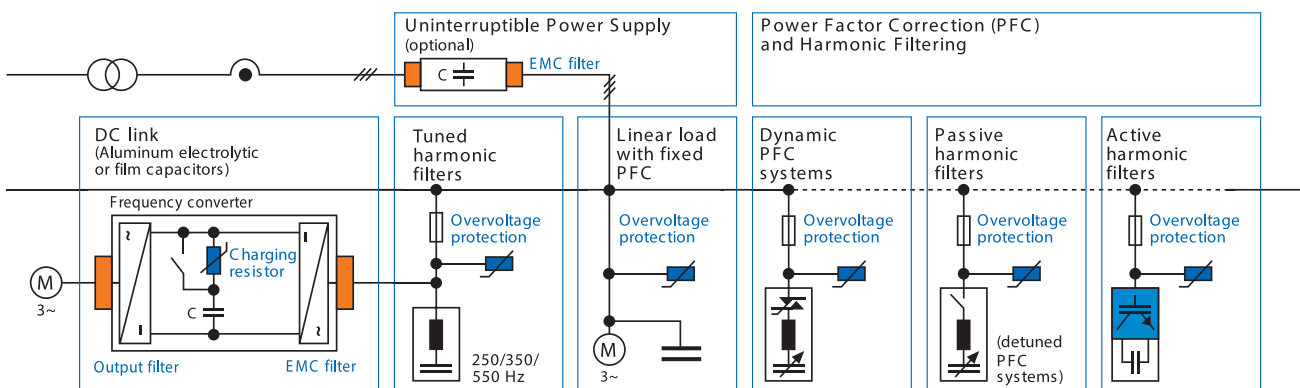 Uninterruptible Power Supply
(optional)
C
EMC filter
Power Factor Correction (PFC)
and Harmonic Filtering
DC link
(Aluminum electrolytic
or film capacitors)
Frequency converter
~
Charging
resistor
C
~
M
3~
Output filter
EMC filter
Tuned
harmonic
filters
Overvoltage
protection
250/350/
550 Hz
Linear load
with fixed
PFC
Overvoltage
protection
M
3~
Dynamic
PFC
systems
Overvoltage
protection
Passive
harmonic
filters
Overvoltage
protection
(detuned
PFC
systems)
Active
harmonic
filters
Overvoltage
protection